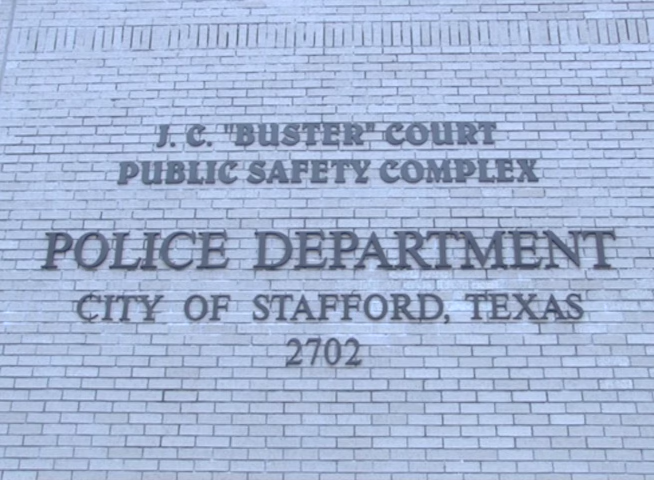 J. C. "BUSTER" COURT
PUBLIC SAFETY COMPLEX
POLICE DEPARTMENT
CITY OF STAFFORD, TEXAS
2702